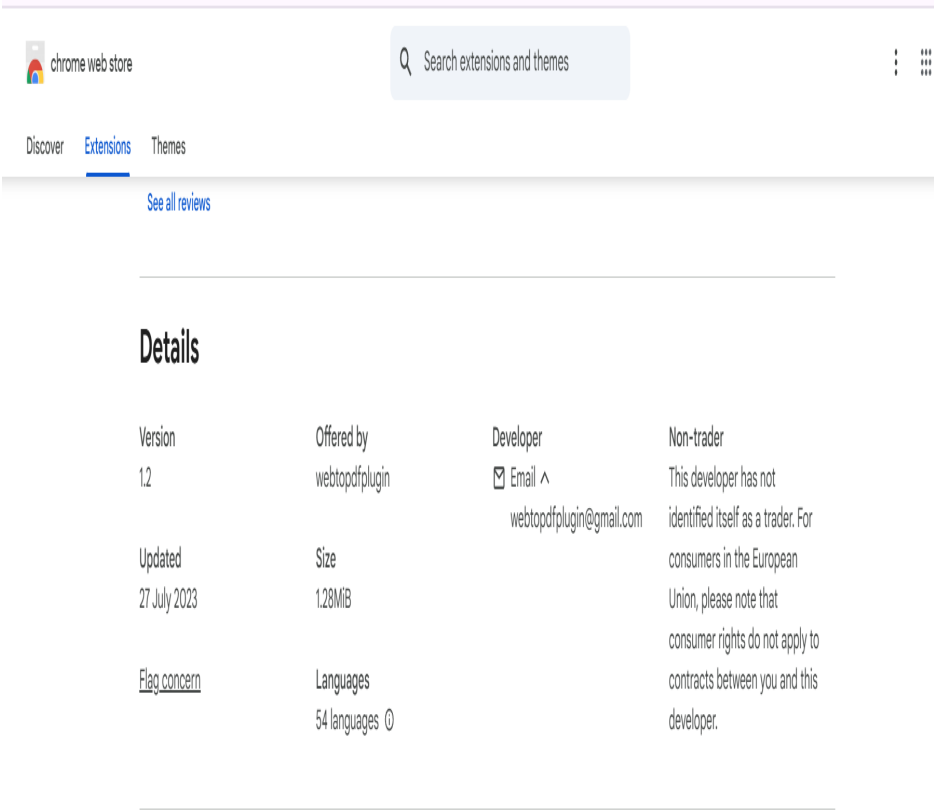 chrome web store
Search extensions and themes
Discover
Extensions
Themes
See all reviews
Details
Version
1.2
Offered by
webtopdfplugin
Developer
Email
webtopdfplugin@gmail.com
Non-trader
This developer has not
identified itself as a trader. For
consumers in the European
Union, please note that
consumer rights do not apply to
contracts between you and this
developer.
Updated
27 July 2023
Size
1.28MiB
Flag concern
Languages
54 languages